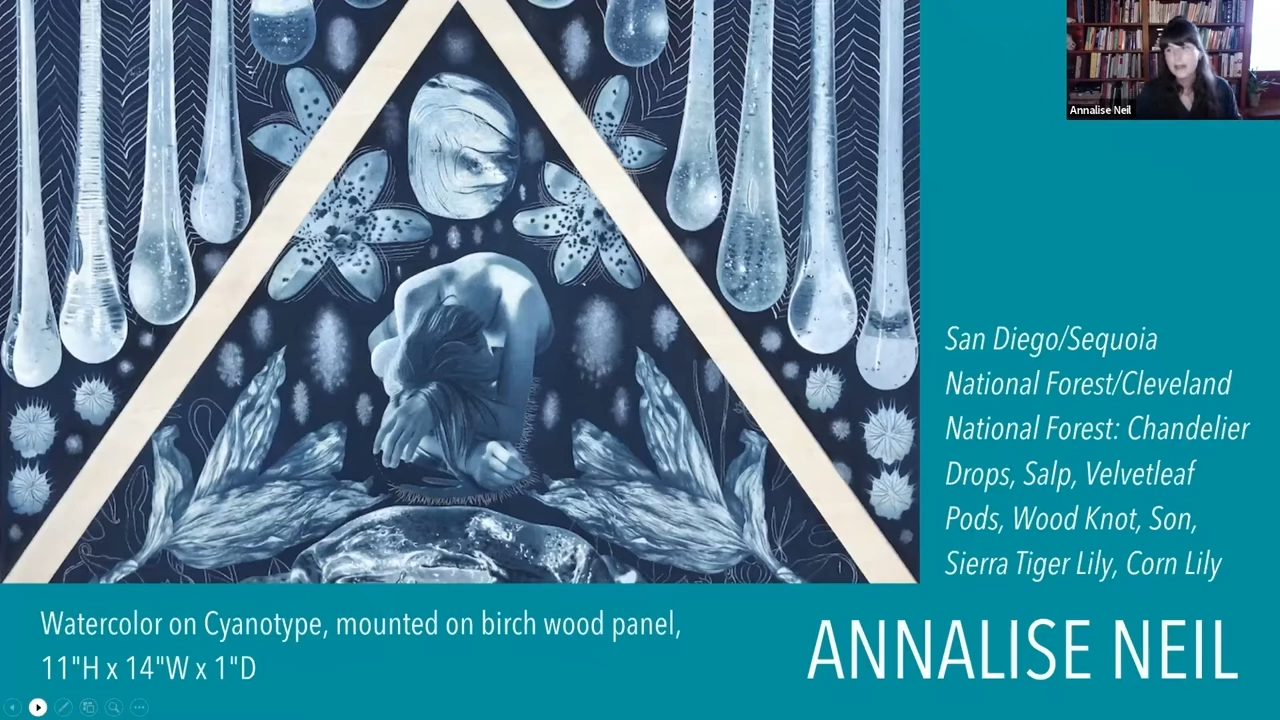 Annalise Neil
San Diego/Sequoia
National Forest/Cleveland
National Forest: Chandelier
Drops, Salp, Velvetleaf
Pods, Wood Knot, Son,
Sierra Tiger Lily, Corn Lily
Watercolor on Cyanotype, mounted on birch wood panel,
11"H x 14"W x 1"D
ANNALISE NEIL